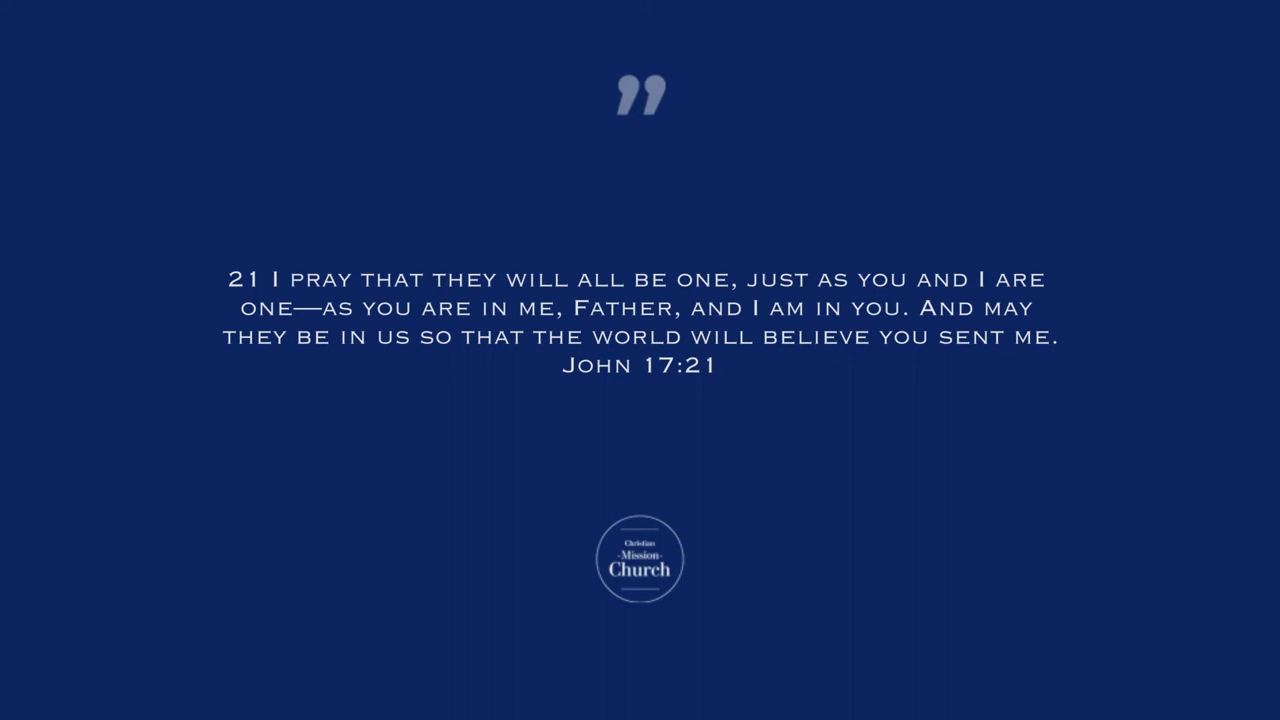 ”
21 I pray that they will all be one, just as you and I are
one—as you are in me, Father, and I am in you. And may
they be in us so that the world will believe you sent me.
John 17:21
Christian
-Mission-
Church